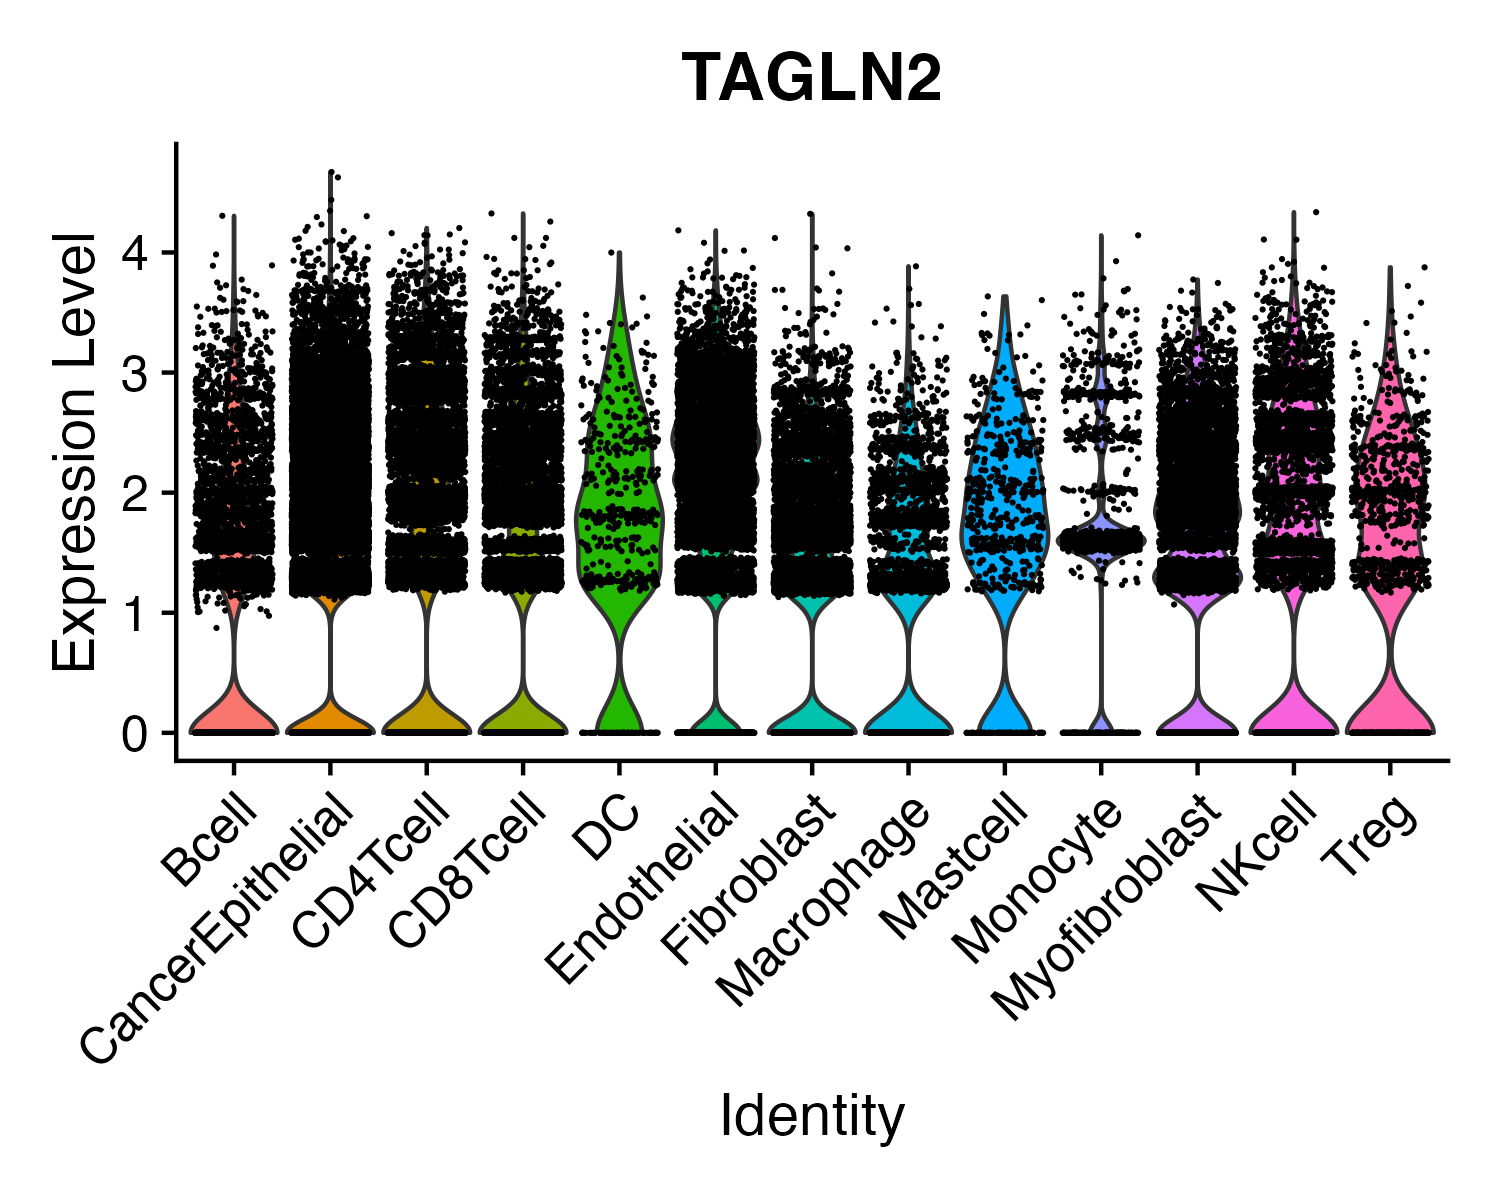 TAGLN2
Expression Level
4
3
2
1
0
Bcell
CancerEpithelial
CD4Tcell
CD8Tcell
DC
Endothelial
Fibroblast
Macrophage
Mastcell
Monocyte
Myofibroblast
NKcell
Treg
Identity